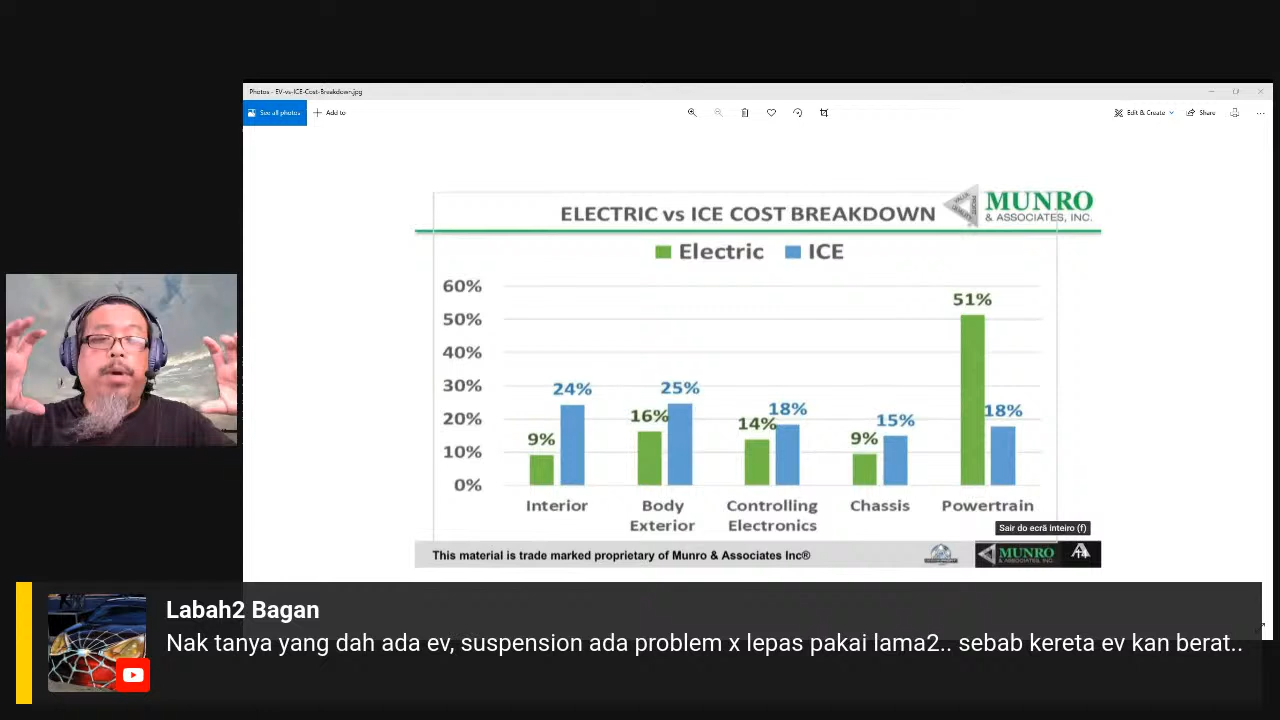 Photos - EV-vs-ICE-Cost-Breakdown.jpg
See all photos
Add to
Edit & Create
Share
ELECTRIC vs ICE COST BREAKDOWN
MUNRO
& ASSOCIATES, INC.
Electric
ICE
60%
50%
40%
30%
20%
10%
0%
9%
24%
16%
25%
14%
18%
9%
15%
51%
18%
Interior
Body
Exterior
Controlling
Electronics
Chassis
Powertrain
Sair do ecrã inteiro (f)
This material is trade marked proprietary of Munro & Associates Inc®
MUNRO
Labah2 Bagan
Nak tanya yang dah ada ev, suspension ada problem x lepas pakai lama2.. sebab kereta ev kan berat..